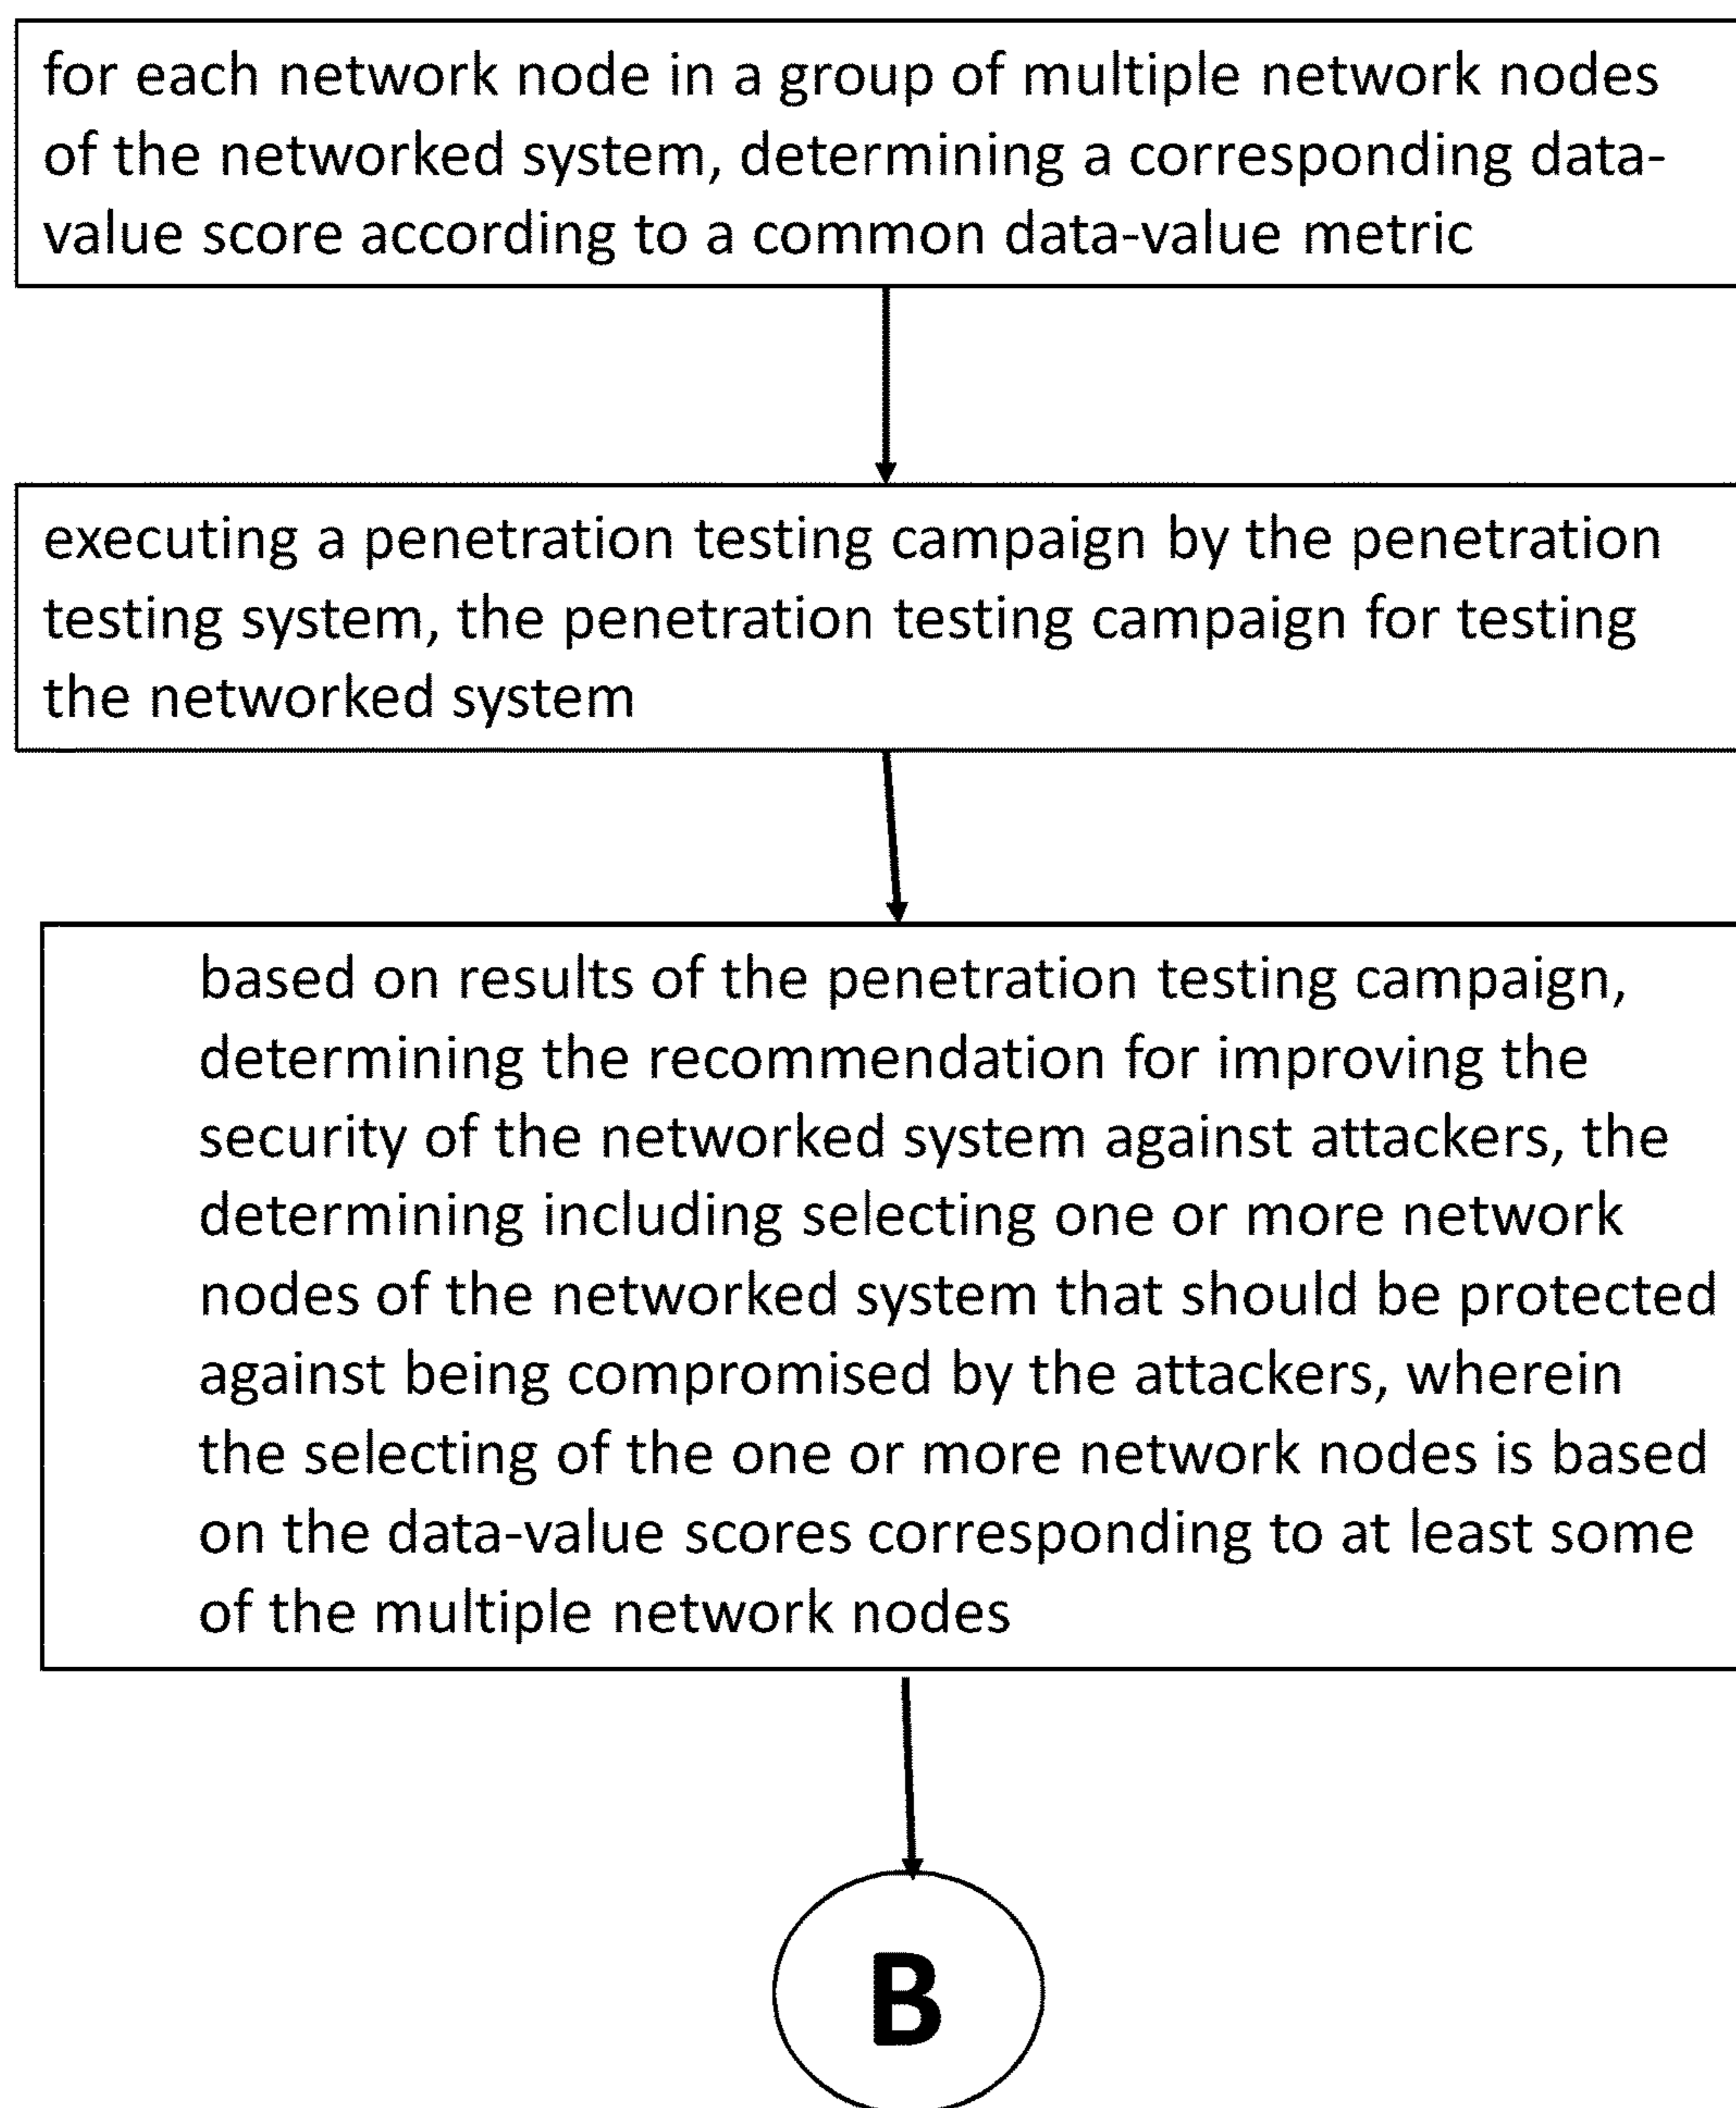 for each network node in a group of multiple network nodes
of the networked system, determining a corresponding data-
value score according to a common data-value metric
executing a penetration testing campaign by the penetration
testing system, the penetration testing campaign for testing
the networked system
based on results of the penetration testing campaign,
determining the recommendation for improving the
security of the networked system against attackers, the
determining including selecting one or more network
nodes of the networked system that should be protected
against being compromised by the attackers, wherein
the selecting of the one or more network nodes is based
on the data-value scores corresponding to at least some
of the multiple network nodes
B